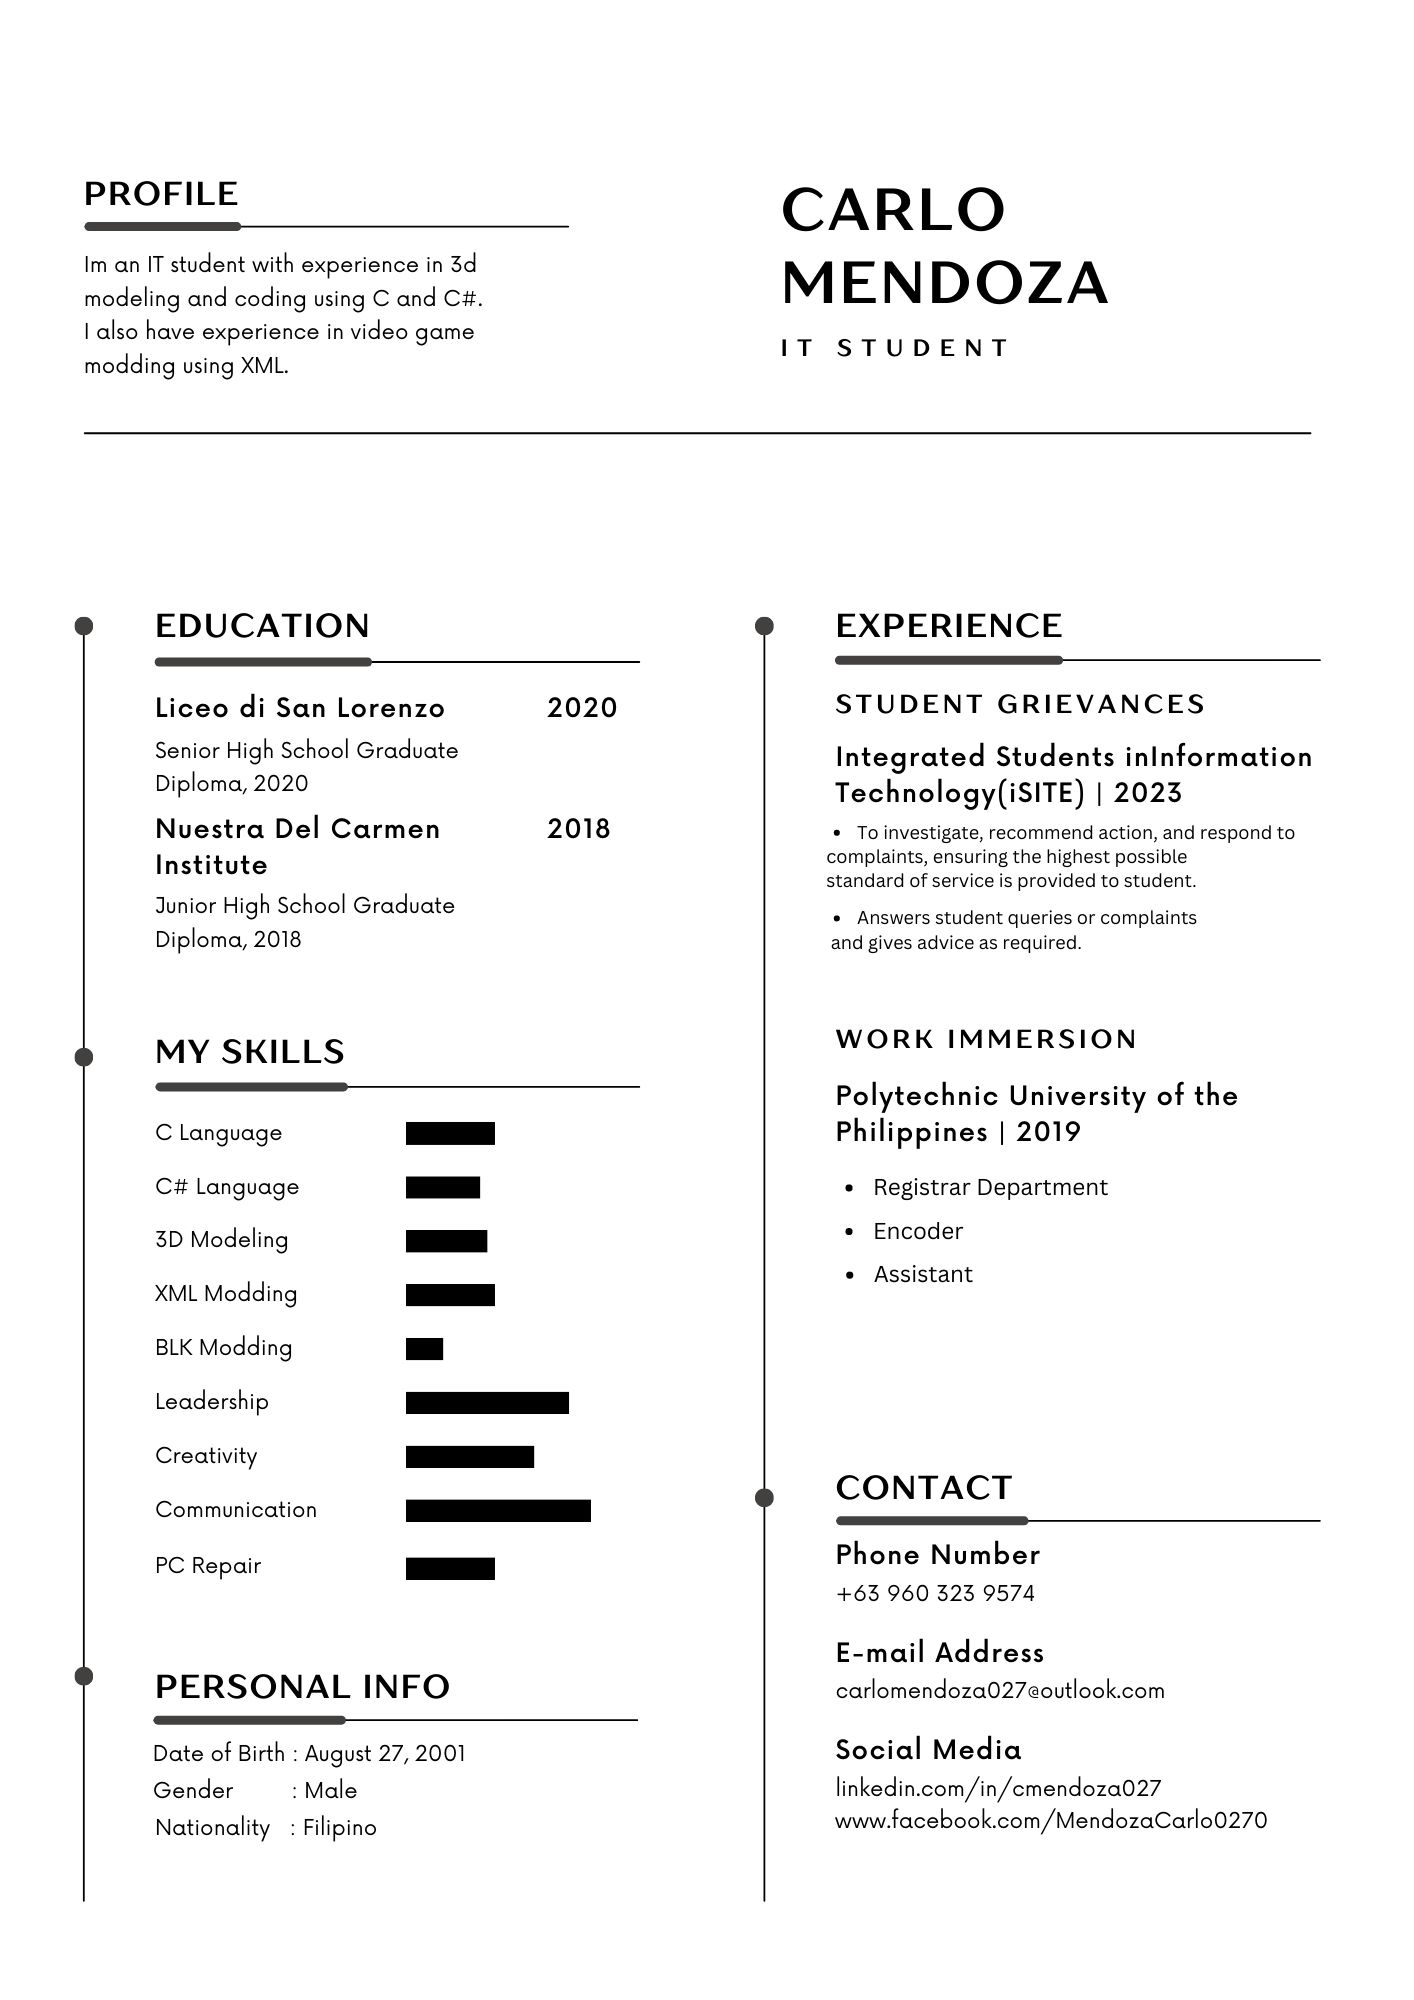 PROFILE
Im an IT student with experience in 3d
modeling and coding using C and C#.
I also have experience in video game
modding using XML.
CARLO
MENDOZA
IT STUDENT
EDUCATION
Liceo di San Lorenzo 2020
Senior High School Graduate
Diploma, 2020
Nuestra Del Carmen 2018
Institute
Junior High School Graduate
Diploma, 2018
MY SKILLS
C Language
C# Language
3D Modeling
XML Modding
BLK Modding
Leadership
Creativity
Communication
PC Repair
PERSONAL INFO
Date of Birth : August 27, 2001
Gender : Male
Nationality : Filipino
EXPERIENCE
STUDENT GRIEVANCES
Integrated Students inInformation
Technology(iSITE) | 2023
• To investigate, recommend action, and respond to
complaints, ensuring the highest possible
standard of service is provided to student.
• Answers student queries or complaints
and gives advice as required.
WORK IMMERSION
Polytechnic University of the
Philippines | 2019
• Registrar Department
• Encoder
• Assistant
CONTACT
Phone Number
+63 960 323 9574
E-mail Address
carlomendoza027@outlook.com
Social Media
linkedin.com/in/cmendoza027
www.facebook.com/MendozaCarlo0270